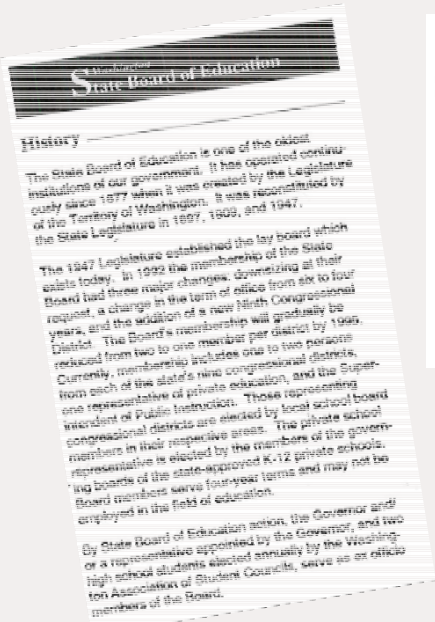 Washington
State Board of Education
History
The State Board of Education is one of the oldest
institutions of our government. It has operated continu-
ously since 1877 when it was created by the Legislature
of the Territory of Washington. It was reconstituted by
the State Legislature in 1897, 1909, and 1947.
The 1947 Legislature established the lay board which
exists today. In 1992 the membership of the State
Board had three major changes: downsizing at their
request, a change in the term of office from six to four
years, and the addition of a new Ninth Congressional
District. The Board's membership will gradually be
reduced from two to one member per district by 1995.
Currently, membership includes one to two persons
from each of the state's nine congressional districts,
one representative of private education, and the Super-
intendent of Public Instruction. Those representing
congressional districts are elected by local school board
members in their respective areas. The private school
representative is elected by the members of the govern-
ing boards of the state-approved K-12 private schools.
Board members serve four-year terms and may not be
employed in the field of education.
By State Board of Education action, the Governor and/
or a representative appointed by the Governor, and two
high school students elected annually by the Washing-
ton Association of Student Councils, serve as ex officio
members of the Board.